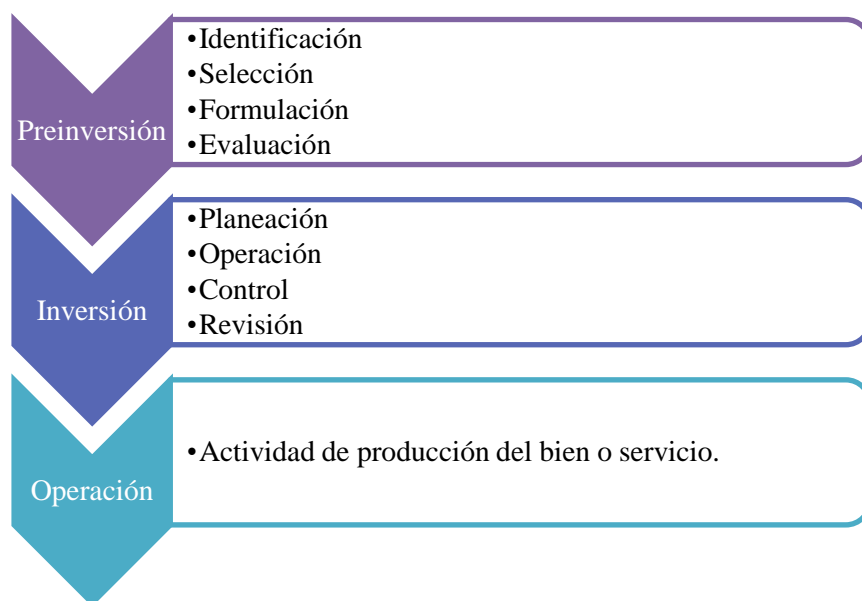 Preinversión
•Identificación
•Selección
•Formulación
•Evaluación
Inversión
•Planeación
•Operación
•Control
•Revisión
Operación
•Actividad de producción del bien o servicio.